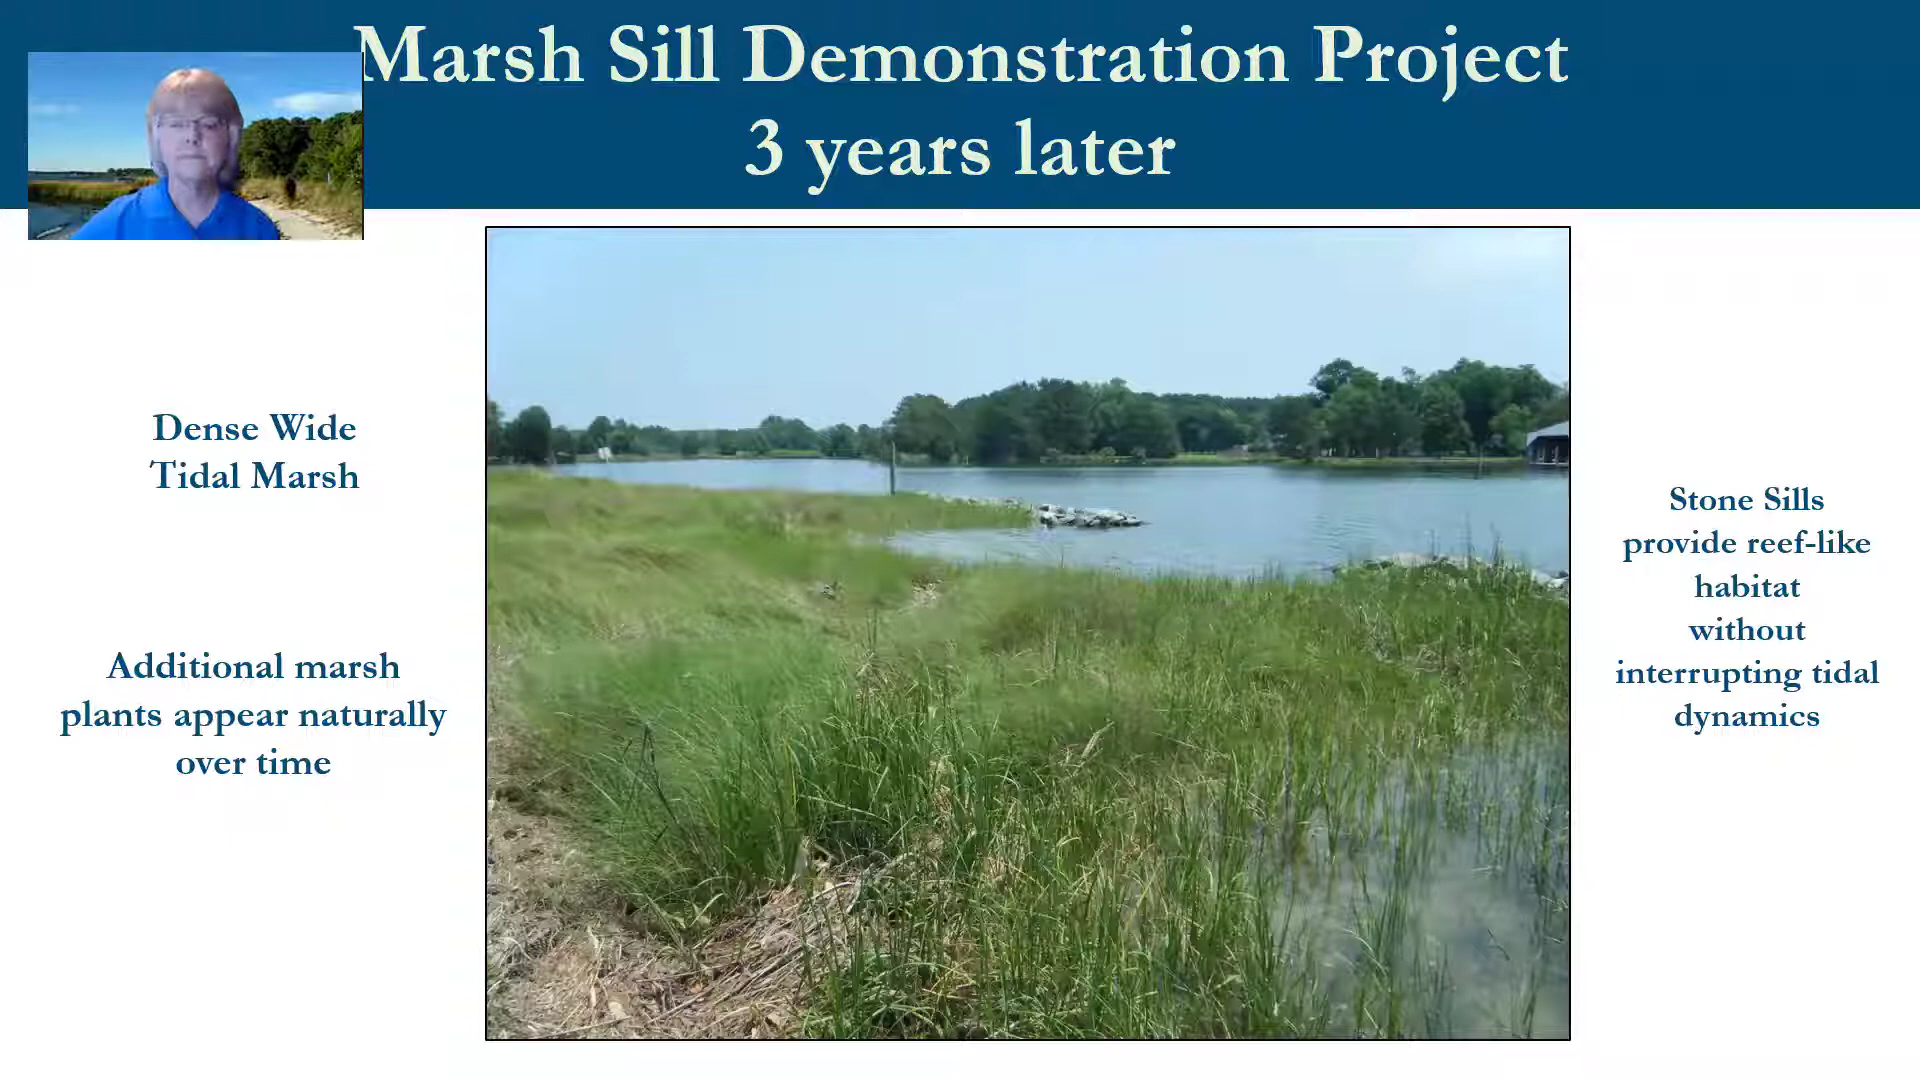 Marsh Sill Demonstration Project
3 years later
Dense Wide
Tidal Marsh
Additional marsh
plants appear naturally
over time
Stone Sills
provide reef-like
habitat
without
interrupting tidal
dynamics